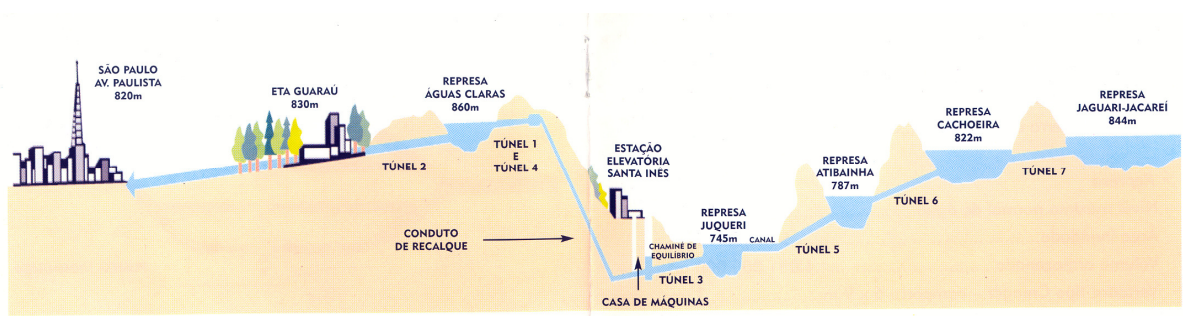 SÃO PAULO
AV. PAULISTA
820m
ETA GUARAÚ
830m
REPRESA
ÁGUAS CLARAS
860m
TÚNEL 2
TÚNEL 1
E
TÚNEL 4
CONDUTO
DE RECALQUE
ESTAÇÃO
ELEVATÓRIA
SANTA INÊS
CHAMINÉ DE
EQUILÍBRIO
CASA DE MÁQUINAS
TÚNEL 3
REPRESA
JUQUERI
745m
CANAL
TÚNEL 5
REPRESA
ATIBAINHA
787m
TÚNEL 6
REPRESA
CACHOEIRA
822m
TÚNEL 7
REPRESA
JAGUARI-JACAREÍ
844m